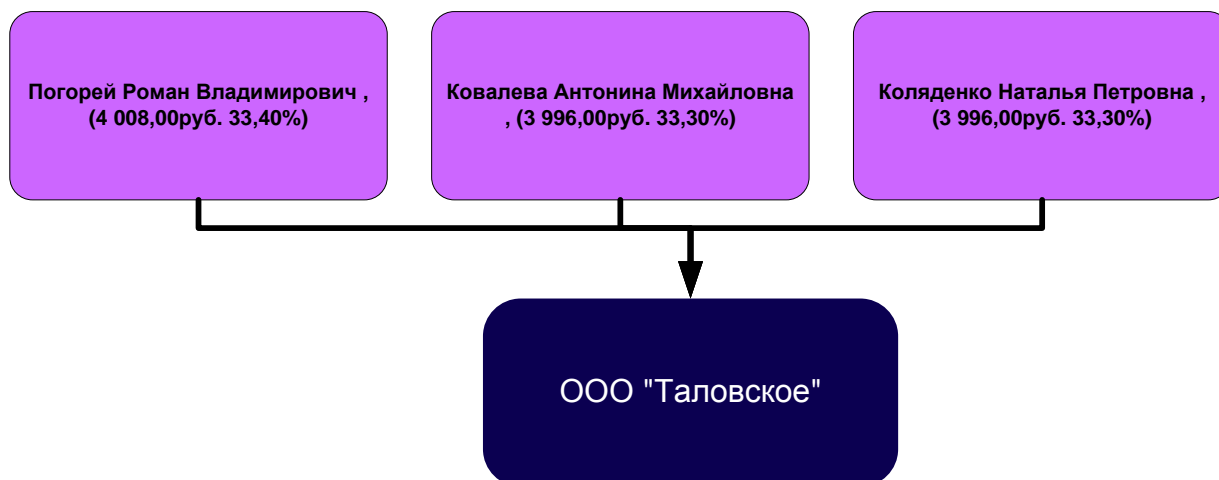 Погорей Роман Владимирович ,
(4 008,00руб. 33,40%)
Ковалева Антонина Михайловна
, (3 996,00руб. 33,30%)
Коляденко Наталья Петровна ,
(3 996,00руб. 33,30%)
ООО "Таловское"